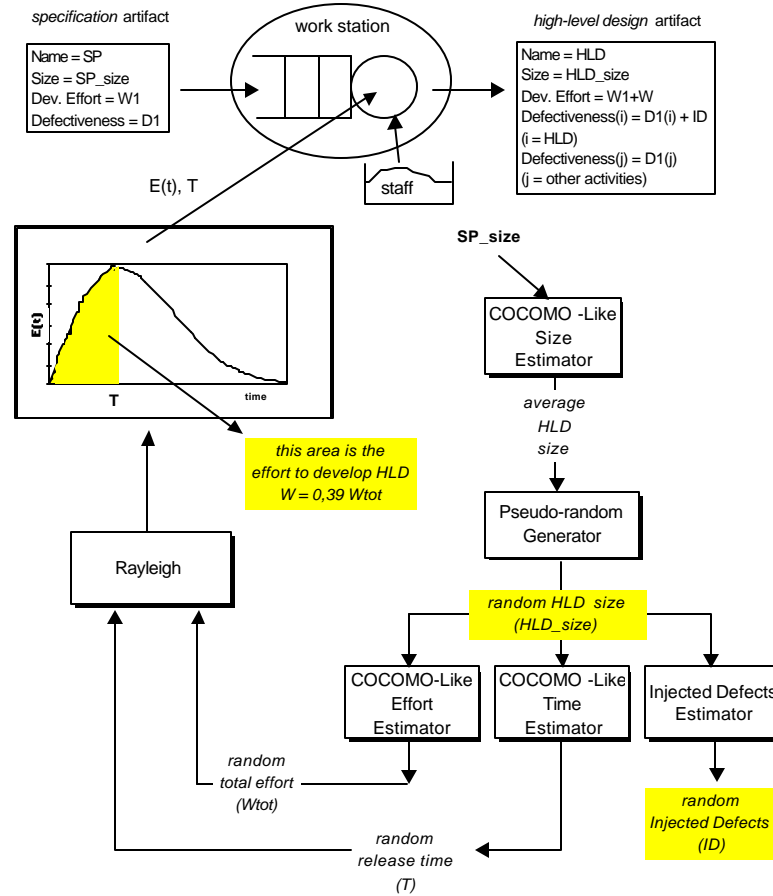 specification artifact
work station
high-level design artifact
Name = SP
Size = SP_size
Dev. Effort = W1
Defectiveness = D1
Name = HLD
Size = HLD_size
Dev. Effort = W1+W
Defectiveness(i) = D1(i) + ID
(i = HLD)
Defectiveness(j) = D1(j)
(j = other activities)
E(t), T
staff
E(t)
T
time
SP_size
COCOMO -Like
Size
Estimator
average
HLD
size
this area is the
effort to develop HLD
W = 0,39 Wtot
Pseudo-random
Generator
Rayleigh
random HLD size
(HLD_size)
COCOMO-Like
Effort
Estimator
COCOMO -Like
Time
Estimator
Injected Defects
Estimator
random
total effort
(Wtot)
random
Injected Defects
(ID)
random
release time
(T)